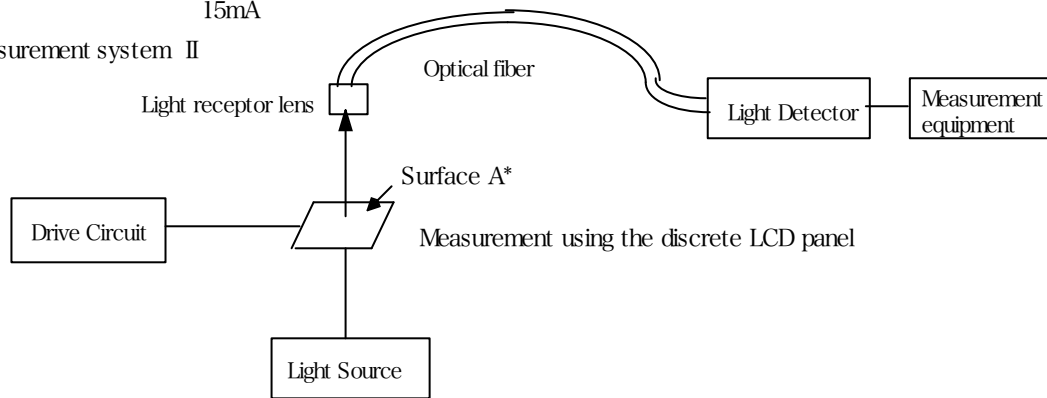 15mA
surement system II
Optical fiber
Light receptor lens
Light Detector
Measurement
equipment
Surface A*
Drive Circuit
Measurement using the discrete LCD panel
Light Source